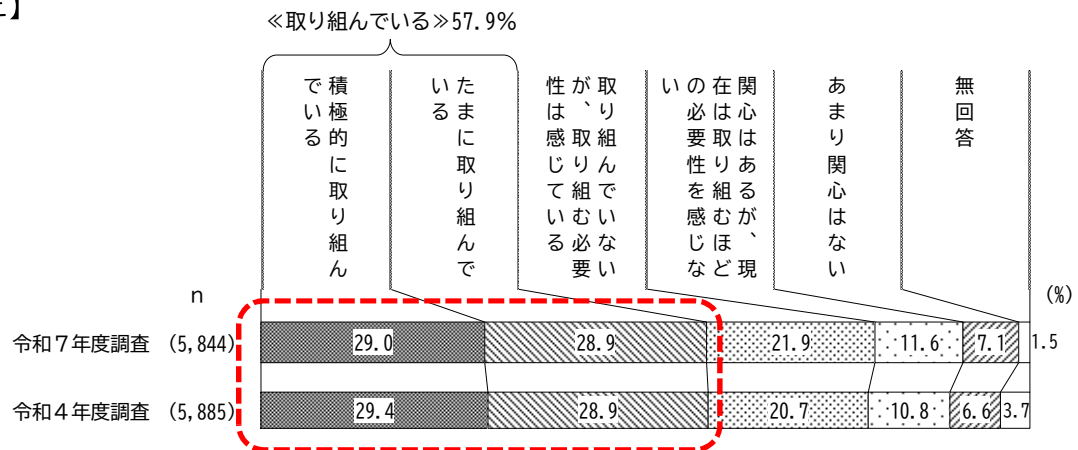 】
≪取り組んでいる≫57.9%
積極的に取り組ん
でいる
たまに取り組んで
いる
取り組んでいない
が、取り組む必要
性は感じている
関心はあるが、現
在は取り組むほど
の必要性を感じな
い
あまり関心はない
無回答
n
(%)
令和７年度調査 (5,844) 29.0 28.9 21.9 11.6 7.1 1.5
令和４年度調査 (5,885) 29.4 28.9 20.7 10.8 6.6 3.7